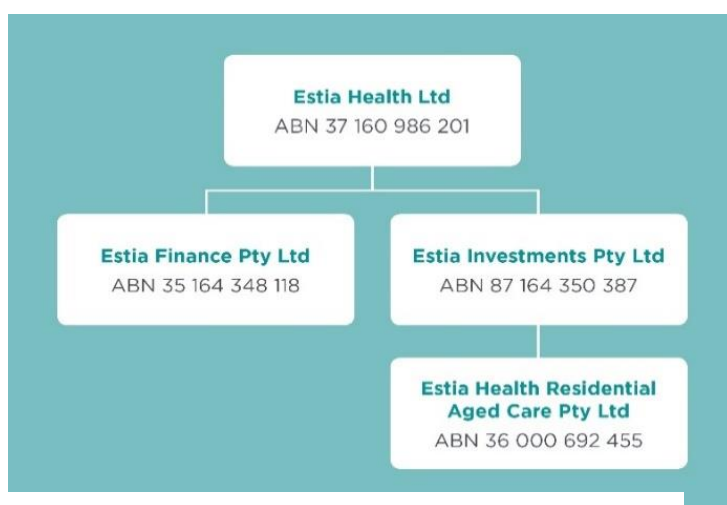 Estia Health Ltd
ABN 37 160 986 201
Estia Finance Pty Ltd
ABN 35 164 348 118
Estia Investments Pty Ltd
ABN 87 164 350 387
Estia Health Residential
Aged Care Pty Ltd
ABN 36 000 692 455